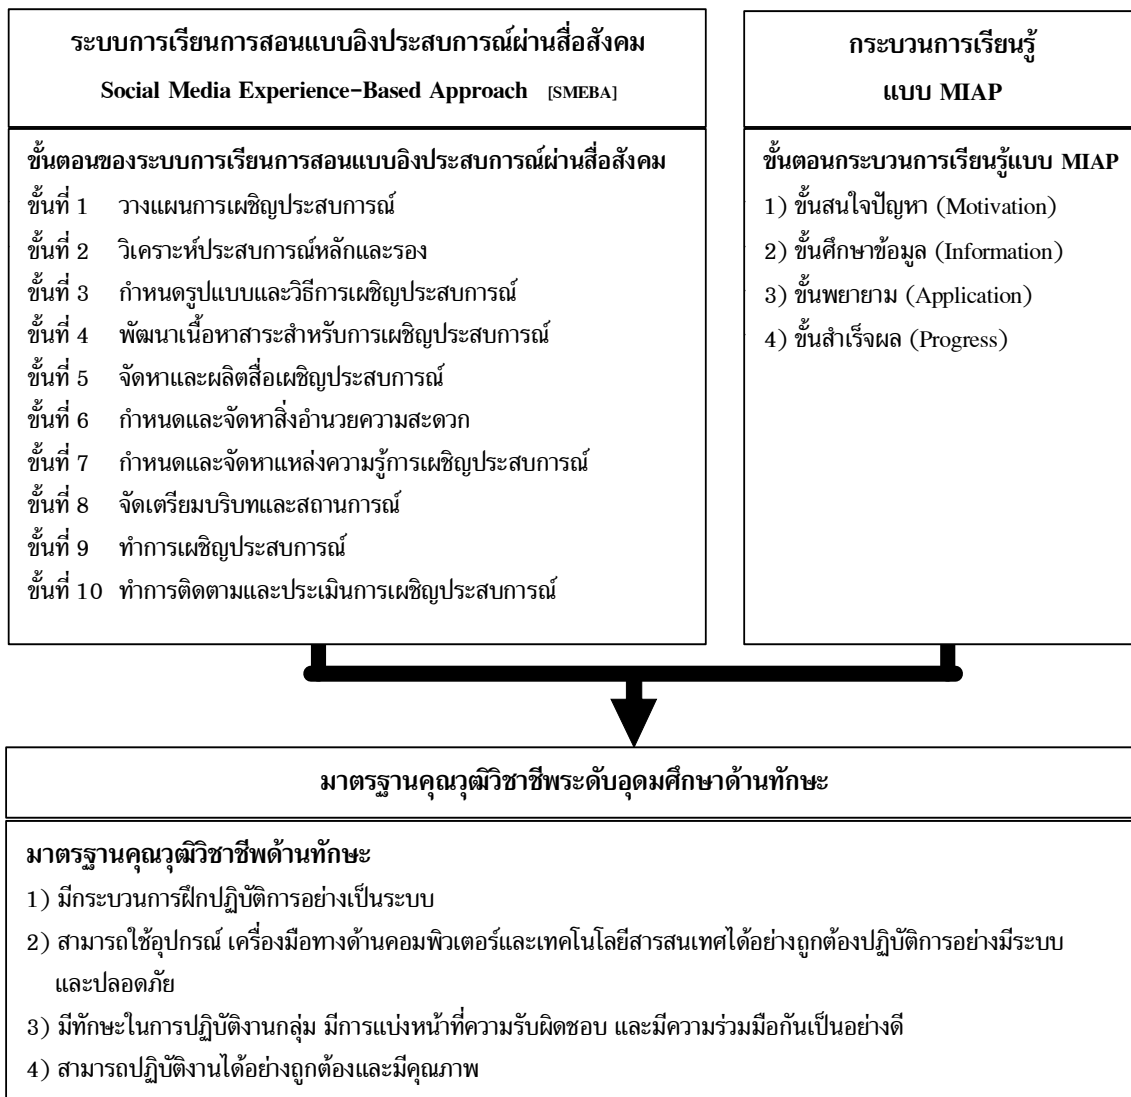 ระบบการเรียนการสอนแบบอิงประสบการณ์ผ่านสื่อสังคม
Social Media Experience-Based Approach [SMEBA]
ขั้นตอนของระบบการเรียนการสอนแบบอิงประสบการณ์ผ่านสื่อสังคม
ขั้นที่ 1 วางแผนการเผชิญประสบการณ์
ขั้นที่ 2 วิเคราะห์ประสบการณ์หลักและรอง
ขั้นที่ 3 กำหนดรูปแบบและวิธีการเผชิญประสบการณ์
ขั้นที่ 4 พัฒนาเนื้อหาสาระสำหรับการเผชิญประสบการณ์
ขั้นที่ 5 จัดหาและผลิตสื่อเผชิญประสบการณ์
ขั้นที่ 6 กำหนดและจัดหาสิ่งอำนวยความสะดวก
ขั้นที่ 7 กำหนดและจัดหาแหล่งความรู้การเผชิญประสบการณ์
ขั้นที่ 8 จัดเตรียมบริบทและสถานการณ์
ขั้นที่ 9 ทำการเผชิญประสบการณ์
ขั้นที่ 10 ทำการติดตามและประเมินการเผชิญประสบการณ์
กระบวนการเรียนรู้
แบบ MIAP
ขั้นตอนกระบวนการเรียนรู้แบบ MIAP
1) ขั้นสนใจปัญหา (Motivation)
2) ขั้นศึกษาข้อมูล (Information)
3) ขั้นพยายาม (Application)
4) ขั้นสำเร็จผล (Progress)
มาตรฐานคุณวุฒิวิชาชีพระดับอุดมศึกษาด้านทักษะ
มาตรฐานคุณวุฒิวิชาชีพด้านทักษะ
1) มีกระบวนการฝึกปฏิบัติการอย่างเป็นระบบ
2) สามารถใช้อุปกรณ์ เครื่องมือทางด้านคอมพิวเตอร์และเทคโนโลยีสารสนเทศได้อย่างถูกต้องปฏิบัติการอย่างมีระบบ
และปลอดภัย
3) มีทักษะในการปฏิบัติงานกลุ่ม มีการแบ่งหน้าที่ความรับผิดชอบ และมีความร่วมมือกันเป็นอย่างดี
4) สามารถปฏิบัติงานได้อย่างถูกต้องและมีคุณภาพ